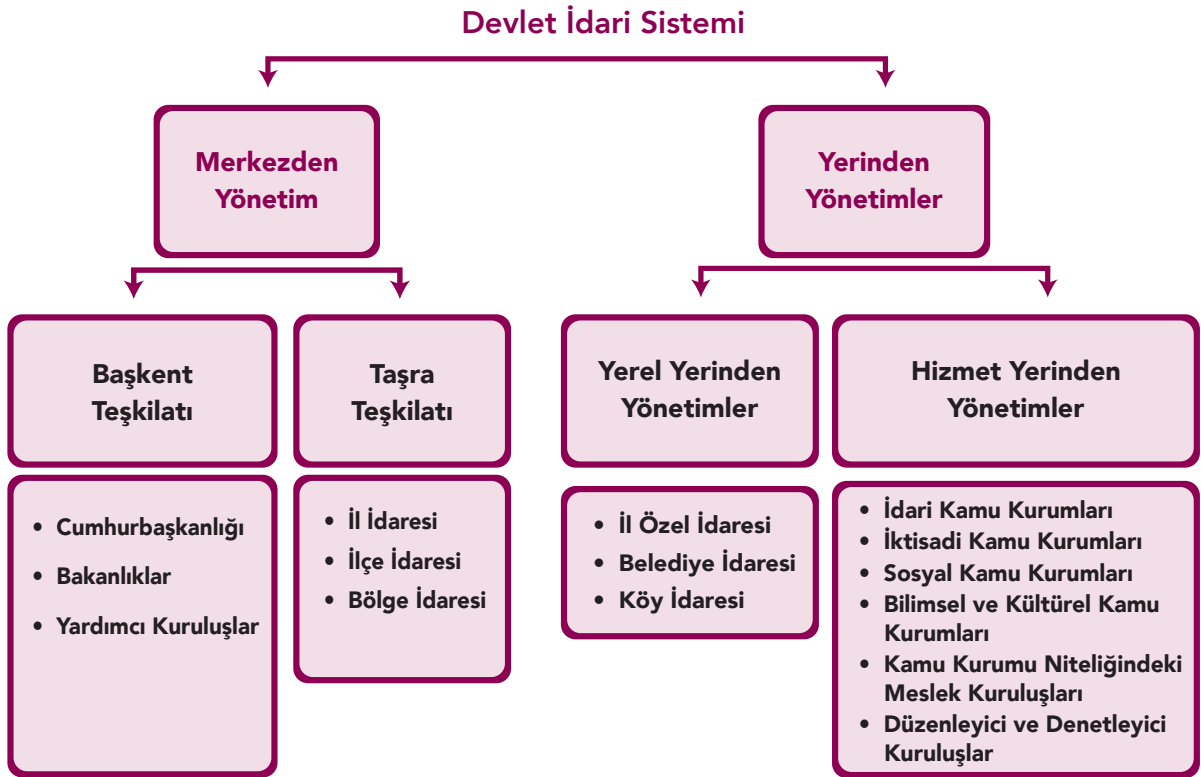 Devlet İdari Sistemi
Merkezden
Yönetim
Yerinden
Yönetimler
Başkent
Teşkilatı
Taşra
Teşkilatı
Yerel Yerinden
Yönetimler
Hizmet Yerinden
Yönetimler
• Cumhurbaşkanlığı
• Bakanlıklar
• Yardımcı Kuruluşlar
• İl İdaresi
• İlçe İdaresi
• Bölge İdaresi
• İl Özel İdaresi
• Belediye İdaresi
• Köy İdaresi
• İdari Kamu Kurumları
• İktisadi Kamu Kurumları
• Sosyal Kamu Kurumları
• Bilimsel ve Kültürel Kamu
Kurumları
• Kamu Kurumu Niteliğindeki
Meslek Kuruluşları
• Düzenleyici ve Denetleyici
Kuruluşlar